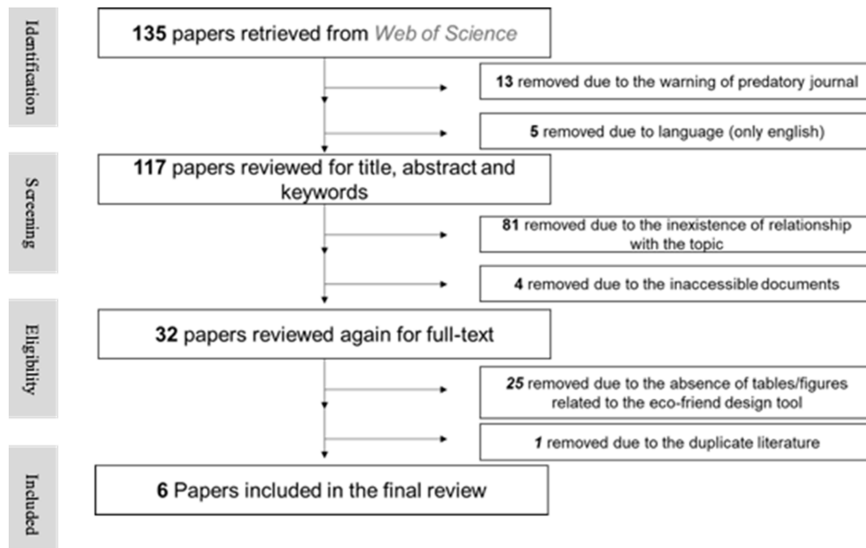 Identification
135 papers retrieved from Web of Science
13 removed due to the warning of predatory journal
5 removed due to language (only english)
Screening
117 papers reviewed for title, abstract and
keywords
81 removed due to the inexistence of relationship
with the topic
4 removed due to the inaccessible documents
Eligibility
32 papers reviewed again for full-text
25 removed due to the absence of tables/figures
related to the eco-friend design tool
1 removed due to the duplicate literature
Included
6 Papers included in the final review